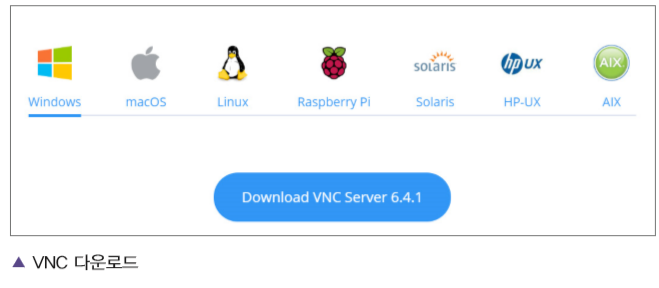 solaris
hp UX
AIX
Windows macOS Linux Raspberry Pi Solaris HP-UX AIX
Download VNC Server 6.4.1
▲ VNC 다운로드